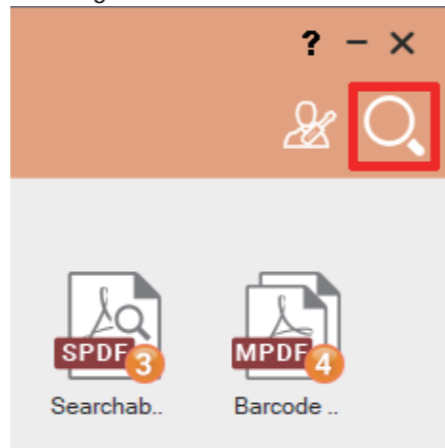 ? – ×
SPDF 3
MPDF 4
Searchab..
Barcode ..